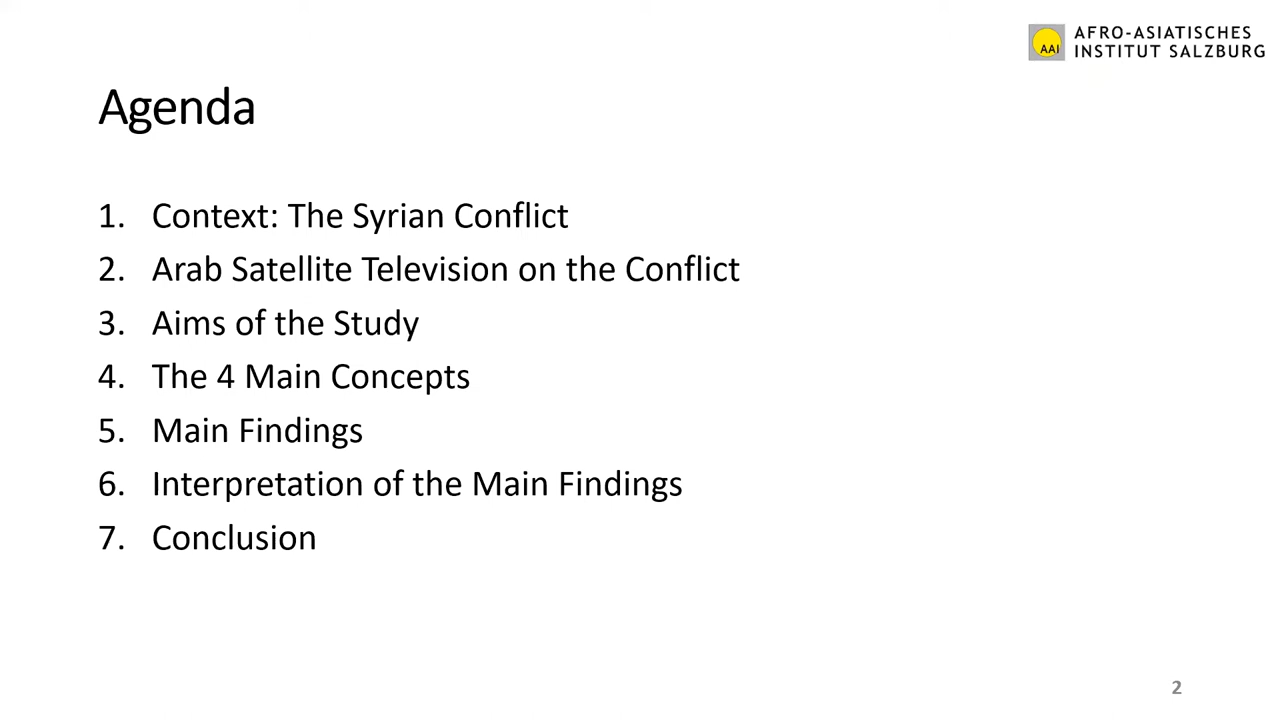 AAI
AFRO-ASIATISCHES
INSTITUT SALZBURG
Agenda
1. Context: The Syrian Conflict
2. Arab Satellite Television on the Conflict
3. Aims of the Study
4. The 4 Main Concepts
5. Main Findings
6. Interpretation of the Main Findings
7. Conclusion
2